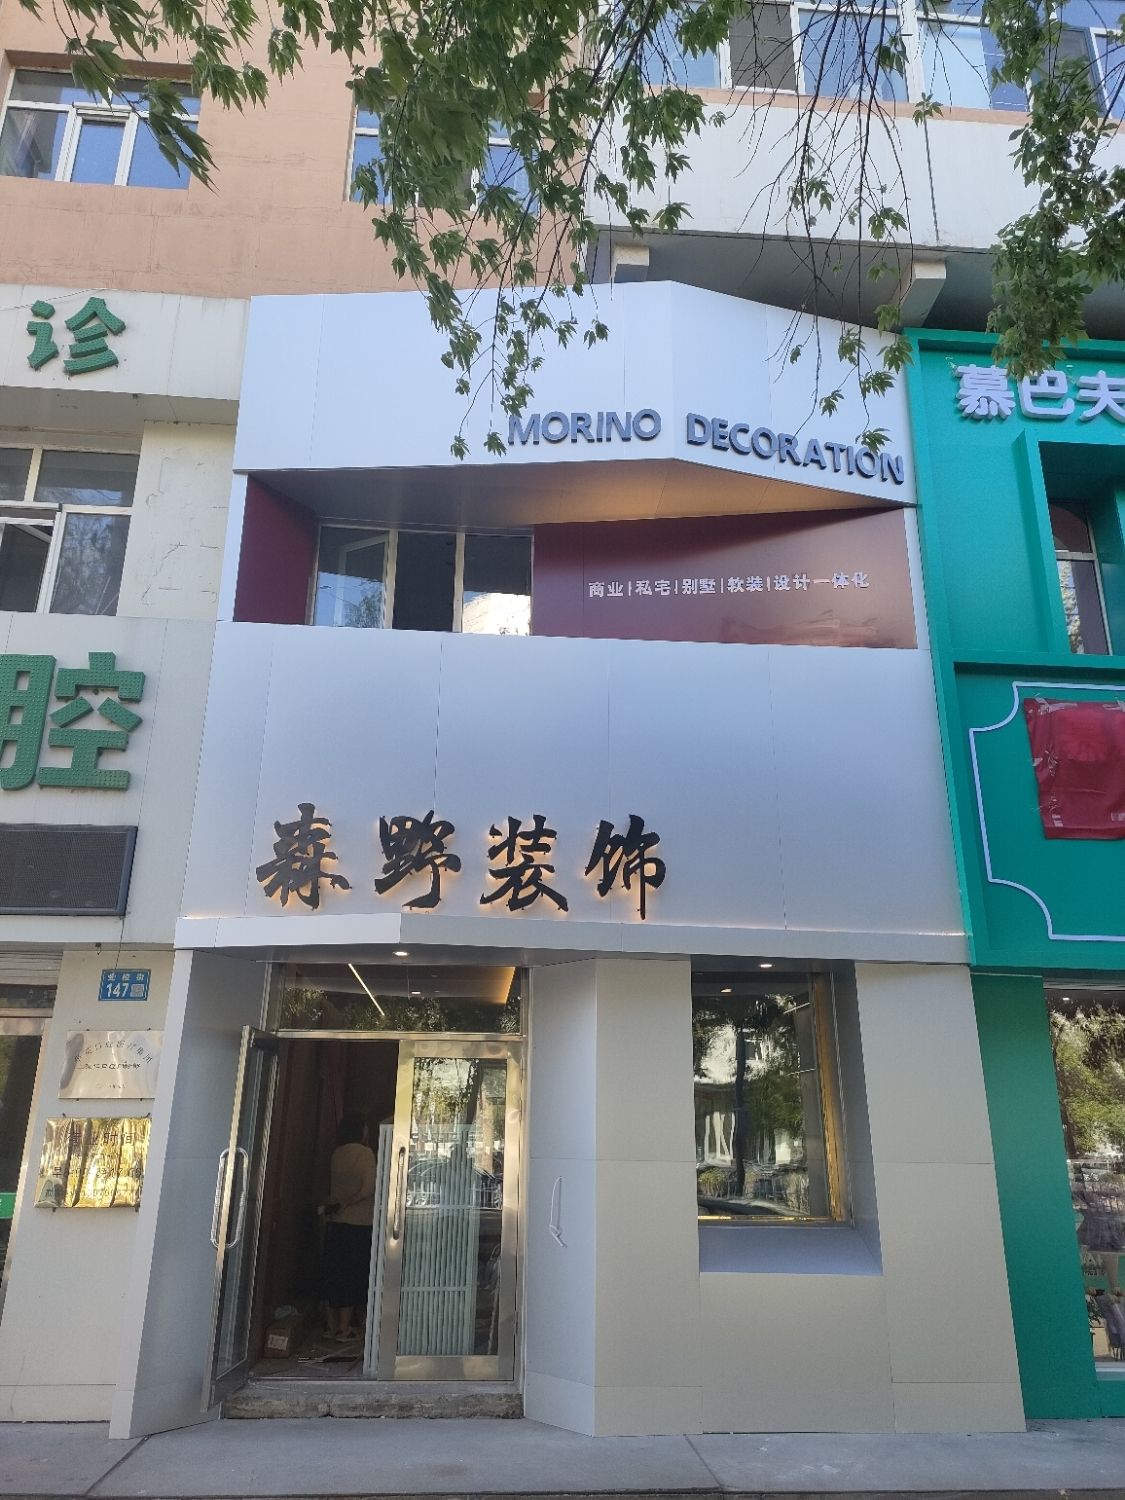 诊
MORINO DECORATION
慕巴夫
商业|私宅|别墅|软装|设计一体化
腔
森野装饰
147